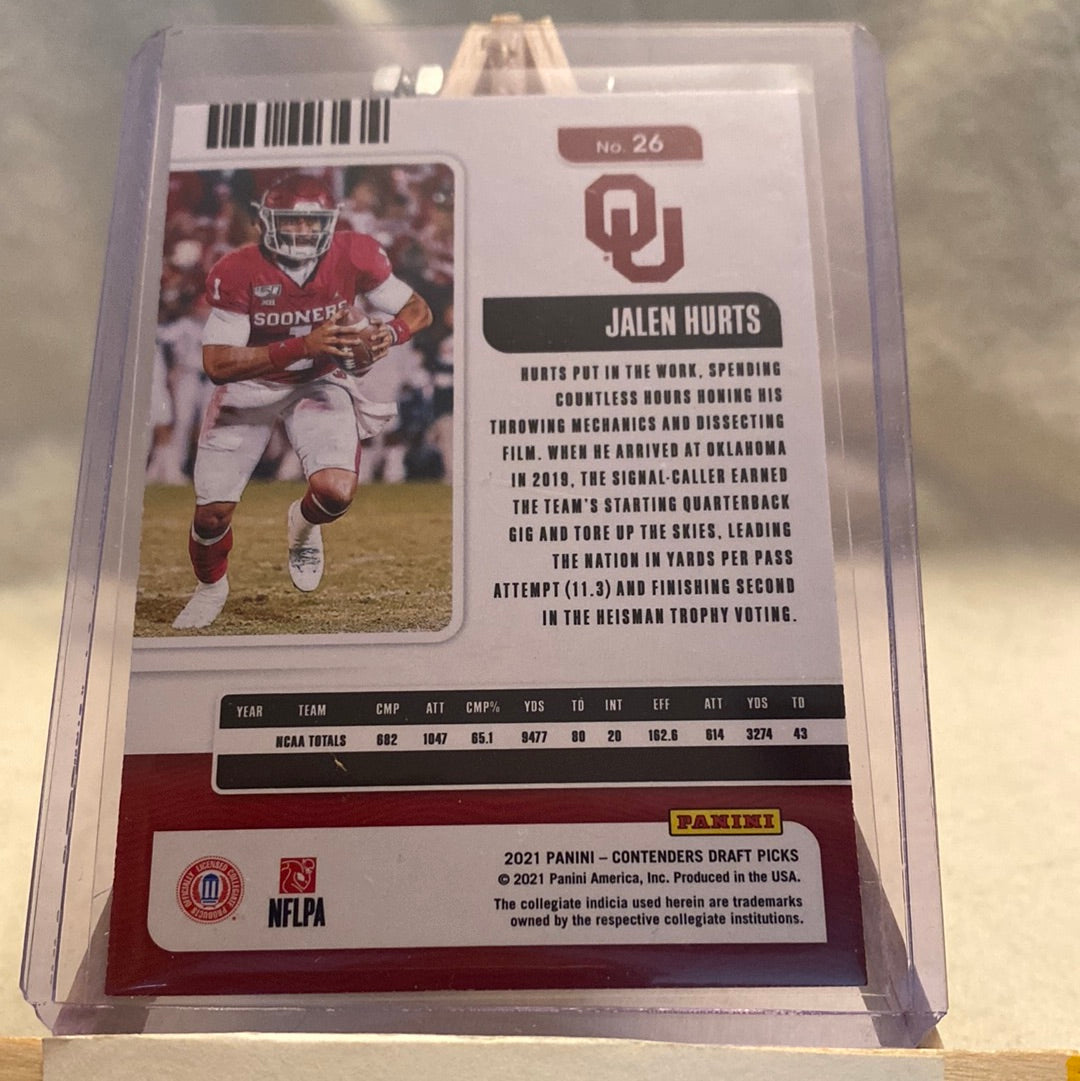 No. 26
OU
JALEN HURTS
HURTS PUT IN THE WORK, SPENDING
COUNTLESS HOURS HONING HIS
THROWING MECHANICS AND DISSECTING
FILM. WHEN HE ARRIVED AT OKLAHOMA
IN 2019, THE SIGNAL-CALLER EARNED
THE TEAM'S STARTING QUARTERBACK
GIG AND TORE UP THE SKIES, LEADING
THE NATION IN YARDS PER PASS
ATTEMPT (11.3) AND FINISHING SECOND
IN THE HEISMAN TROPHY VOTING.
1
150
SOONERS
YEAR TEAM CMP ATT CMP% YDS TD INT EFF ATT YDS TD
NCAA TOTALS 682 1047 65.1 9477 80 20 162.6 614 3274 43
PANINI
2021 PANINI – CONTENDERS DRAFT PICKS
© 2021 Panini America, Inc. Produced in the USA.
The collegiate indicia used herein are trademarks
owned by the respective collegiate institutions.
OFFICIALLY LICENSED COLLEGIATE PRODUCTS
NFLPA